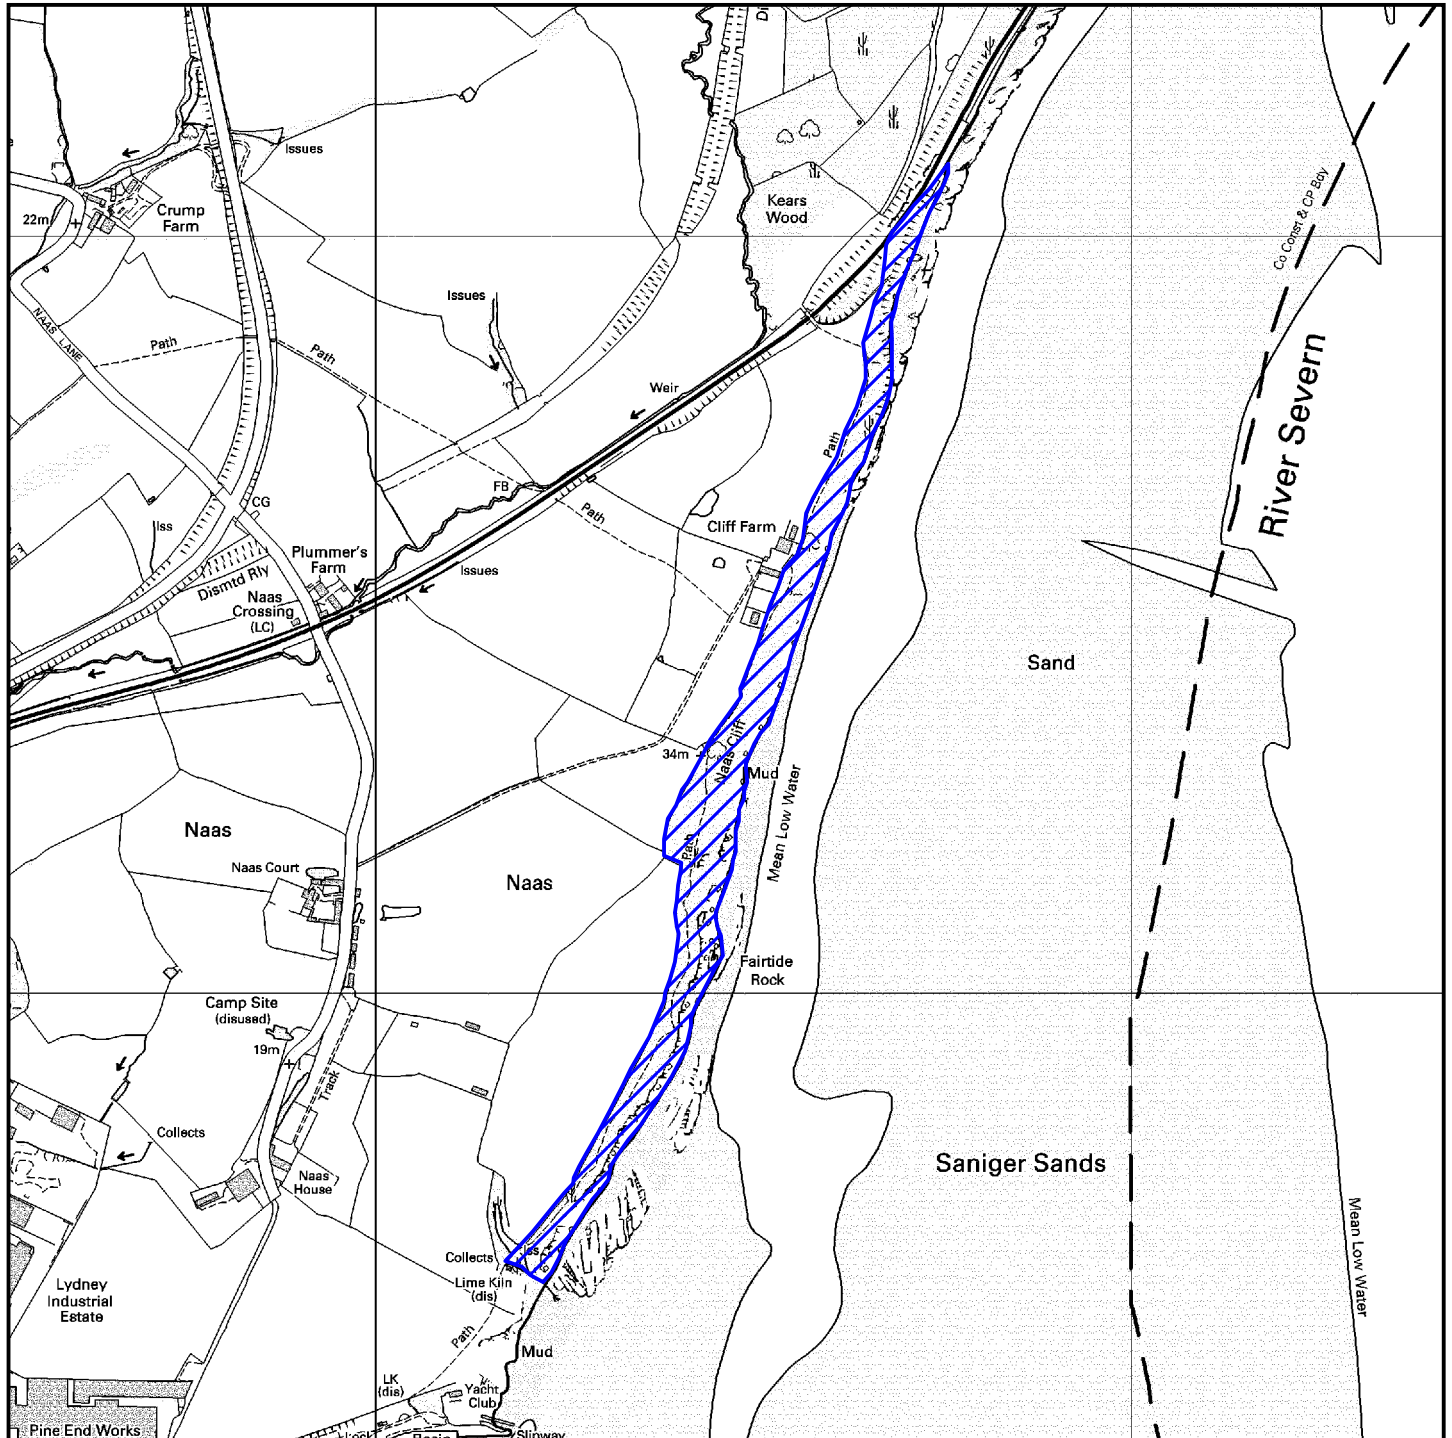 Di
Issues
Crump
Farm
22m
Kears
Wood
Co Const & CP Bdy
Issues
NAAS LANE
Path
Path
River Severn
Weir
Path
FB
CG
Path
Iss
Cliff Farm
Plummer's
Farm
Issues
Dismtd Rly
Naas
Crossing
(LC)
Sand
34m
Naas Cliff
Mud
Mean Low Water
Naas
Path
Naas Court
Naas
Fairtide
Rock
Camp Site
(disused)
19m
Track
Collects
Saniger Sands
Naas
House
Mean Low Water
Collects
Iss
Lime Kiln
(dis)
Lydney
Industrial
Estate
Path
Mud
LK
(dis)
Yacht
Club
Pine End Works
Lock
Basin
Slipway